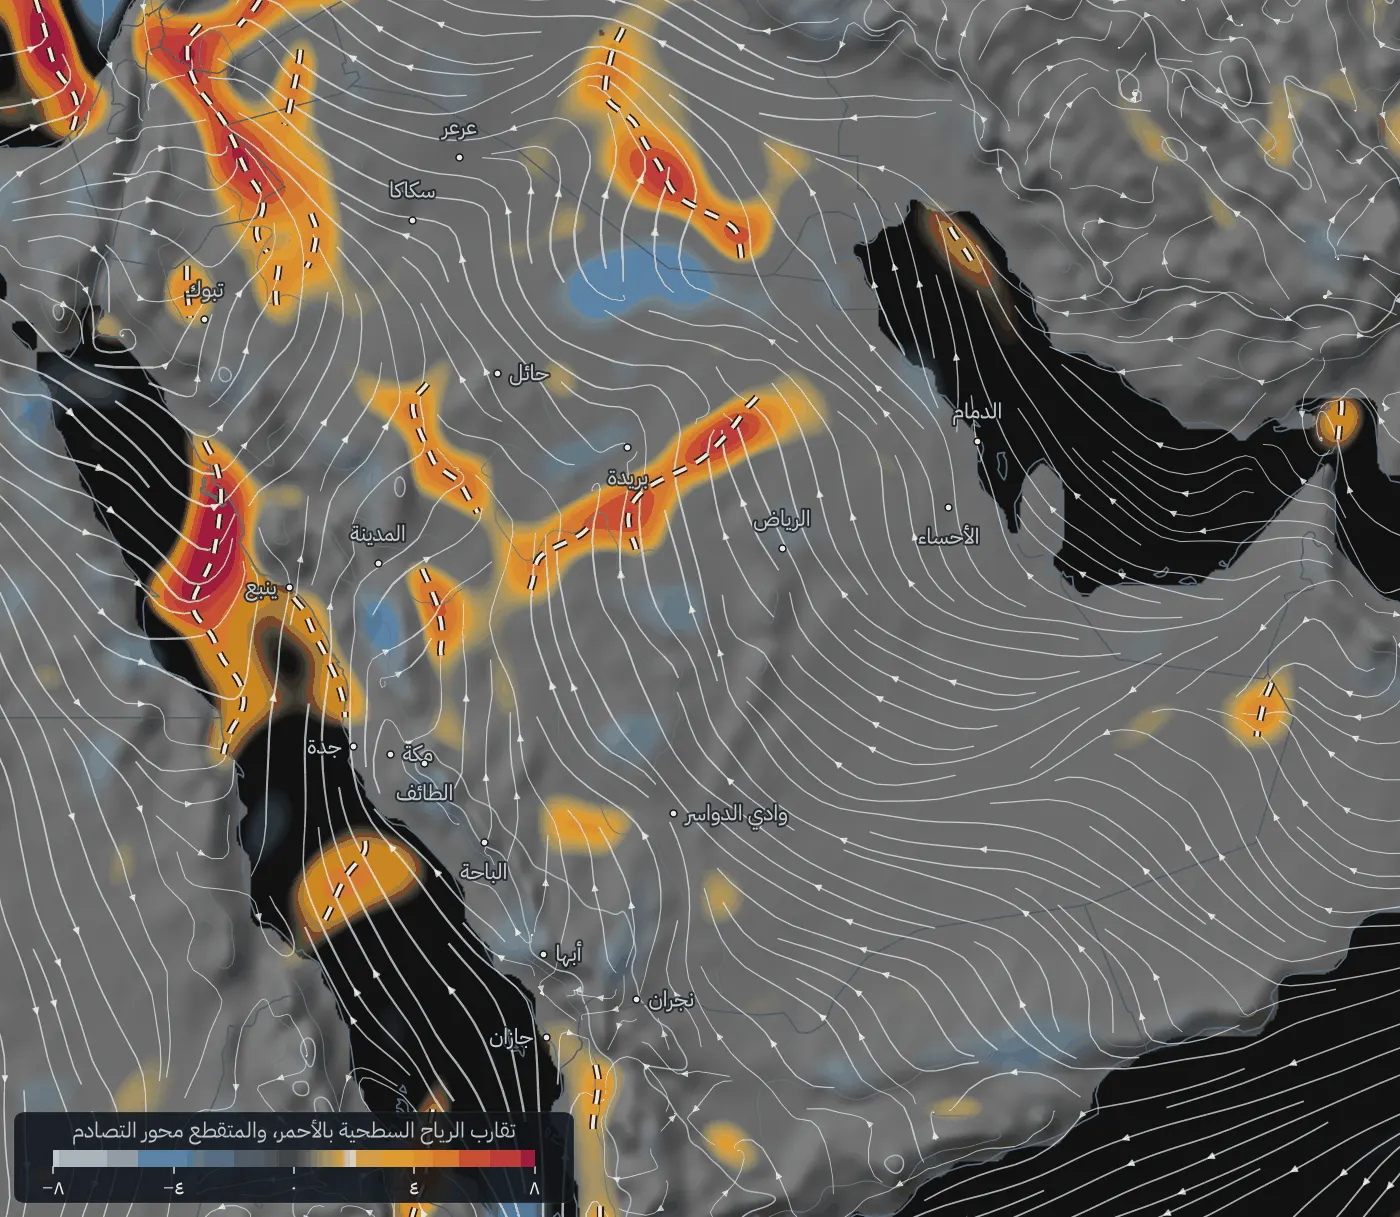 عرعر
سكاكا
تبوك
حائل
الدمام
بريدة
الرياض
المدينة
الأحساء
ينبع
جدة
مكة
الطائف
وادي الدواسر
الباحة
أبها
نجران
جازان
تقارب الرياح السطحية بالأحمر، والمتقطع محور التصادم
−٨ −٤ ٠ ٤ ٨